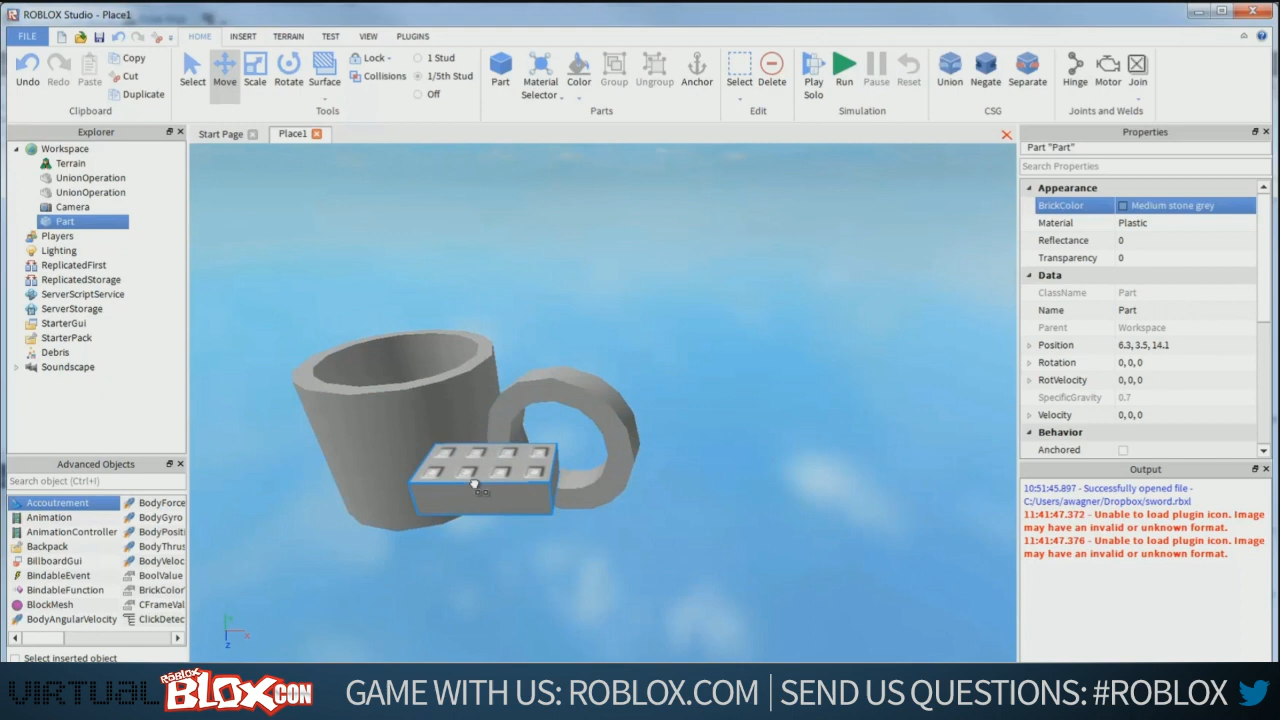 ROBLOX Studio - Place1
FILE HOME INSERT TERRAIN TEST VIEW PLUGINS
Undo Redo Paste Copy Cut Duplicate
Select Move Scale Rotate Surface Lock Collisions 1 Stud 1/5th Stud Off
Part Material Selector Color Group Ungroup Anchor
Select Delete Play Solo Run Pause Reset
Union Negate Separate Hinge Motor Join
Clipboard Tools Parts Edit Simulation CSG Joints and Welds
Explorer
Workspace
Terrain
UnionOperation
UnionOperation
Camera
Part
Players
Lighting
ReplicatedFirst
ReplicatedStorage
ServerScriptService
ServerStorage
StarterGui
StarterPack
Debris
Soundscape
Advanced Objects
Search object (Ctrl+I)
Accoutrement BodyForce
Animation BodyGyro
AnimationController BodyPositi
Backpack BodyThrus
BillboardGui BodyVeloc
BindableEvent BoolValue
BindableFunction BrickColor
BlockMesh CFrameVal
BodyAngularVelocity ClickDetec
Select inserted object
Start Page Place1
Properties
Part "Part"
Search Properties
Appearance
BrickColor Medium stone grey
Material Plastic
Reflectance 0
Transparency 0
Data
ClassName Part
Name Part
Parent Workspace
Position 6.3, 3.5, 14.1
Rotation 0, 0, 0
RotVelocity 0, 0, 0
SpecificGravity 0.7
Velocity 0, 0, 0
Behavior
Anchored
Output
10:51:45.897 - Successfully opened file -
C:/Users/awagner/Dropbox/sword.rbxl
11:41:47.372 - Unable to load plugin icon. Image
may have an invalid or unknown format.
11:41:47.376 - Unable to load plugin icon. Image
may have an invalid or unknown format.
Y X Z
VIRTUAL ROBLOX BLOXCON GAME WITH US: ROBLOX.COM | SEND US QUESTIONS: #ROBLOX